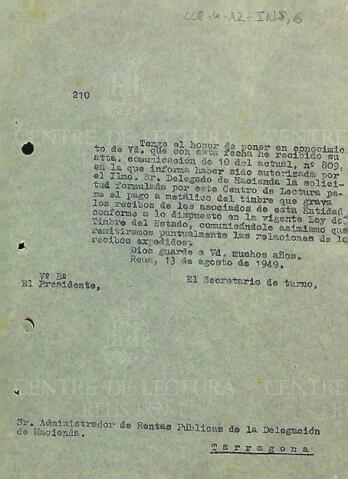 CCR-4-A2-INS,6
210
Tengo el honor de poner en conocimien
to de Vd. que con esta fecha he recibido su
atta. comunicación de 10 del actual, nº 809,
en la que informa haber sido autorizada por
el Ilmo. Sr. Delegado de Hacienda la solici-
tud formulada por este Centro de Lectura pa-
ra el pago a metálico del timbre que grava
los recibos de los asociados de esta Entidad
conforme a lo dispuesto en la vigente Ley del
Timbre del Estado, comunicándole asimismo que
remitiremos puntualmente las relaciones de los
recibos expedidos.
Dios guarde a Vd. muchos años.
Reus, 13 de agosto de 1949.
Vº Bº
El Presidente,
El Secretario de turno,
CENTRE DE LECTURA
Sr. Administrador de Rentas Públicas de la Delegación
de Hacienda.
Tarragona